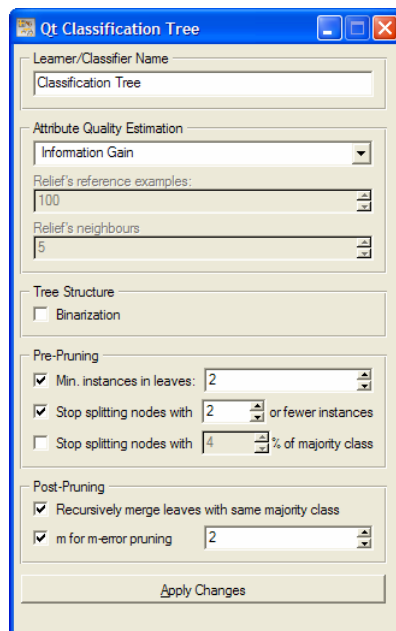 Qt Classification Tree
Learner/Classifier Name
Classification Tree
Attribute Quality Estimation
Information Gain
Relief's reference examples:
100
Relief's neighbours
5
Tree Structure
Binarization
Pre-Pruning
Min. instances in leaves: 2
Stop splitting nodes with 2 or fewer instances
Stop splitting nodes with 4 % of majority class
Post-Pruning
Recursively merge leaves with same majority class
m for m-error pruning 2
Apply Changes